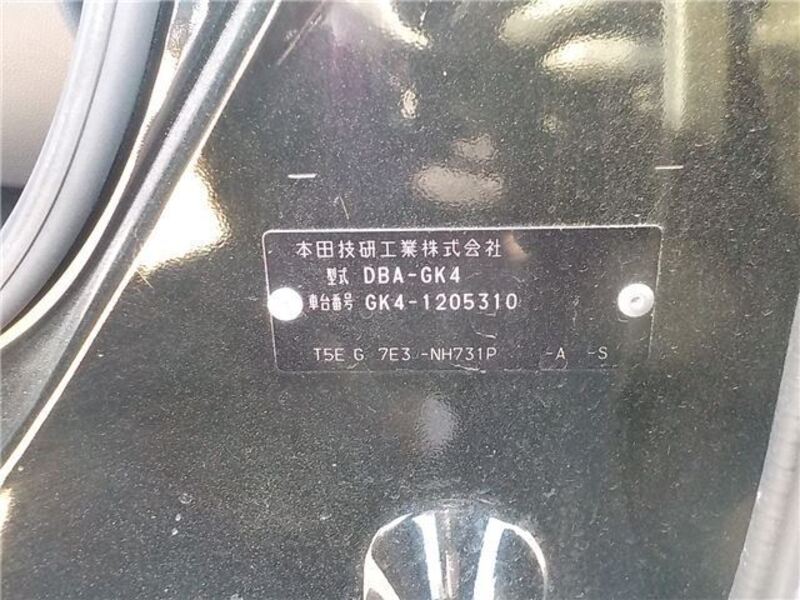 本田技研工業株式会社
型式 DBA-GK4
車台番号 GK4-1205310
T5E G 7E3 -NH731P -A -S